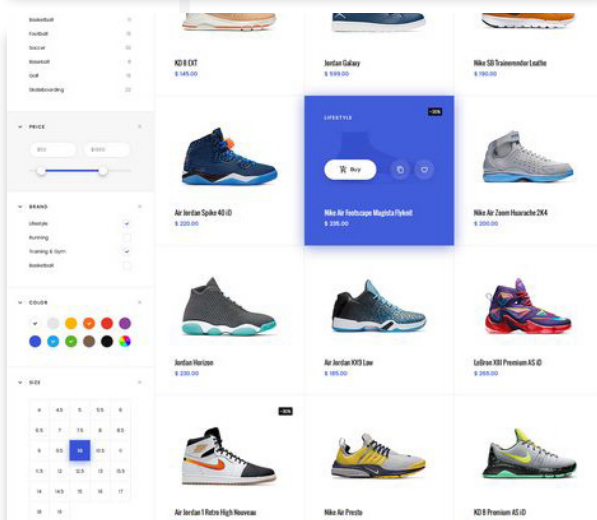 Basketball
Football
Soccer
Baseball
Golf
Skateboarding
22
PRICE
$50
$1600
BRAND
Lifestyle
Running
Training & Gym
Basketball
COLOR
SIZE
4 4.5 5 5.5 6
6.5 7 7.5 8 8.5
9 9.5 10 10.5 11
11.5 12 12.5 13 13.5
14 14.5 15 16 17
18 19
KD 8 EXT
$ 145.00
Jordan Galaxy
Nike SB Trainerendor Leathe
$ 190.00
Air Jordan Spike 40 iD
$ 220.00
LIFESTYLE
Buy
Nike Air Footscape Magista Flyknit
$ 235.00
Nike Air Zoom Huarache 2K4
$ 200.00
Jordan Horizon
$ 230.00
Air Jordan XX9 Low
$ 185.00
LeBron XIII Premium AS iD
$ 265.00
-30%
Air Jordan 1 Retro High Nouveau
Nike Air Presto
KD 8 Premium AS iD